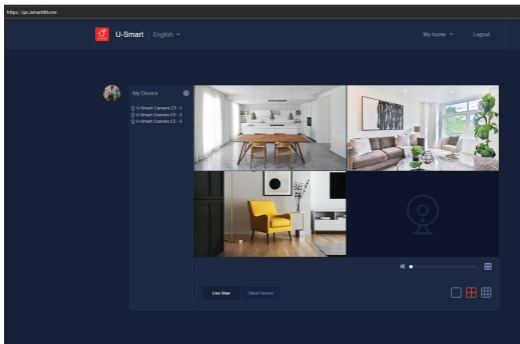 https://ipc.ismartlife.me
U-Smart | English
My home
Logout
My Device
U-Smart Camera C3 - 1
U-Smart Camera C3 - 2
U-Smart Camera C3 - 3
Live View
Cloud Service